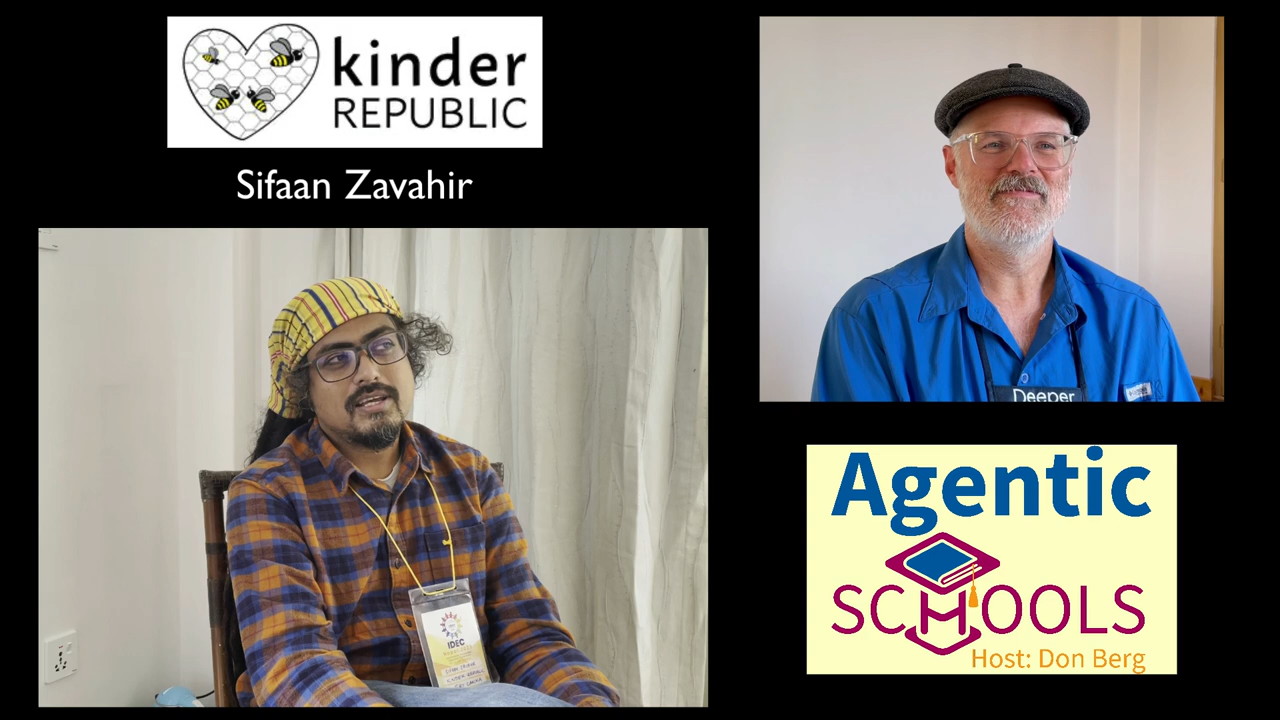 kinder
REPUBLIC
Sifaan Zavahir
IDEC
Deeper
Agentic
SCHOOLS
Host: Don Berg